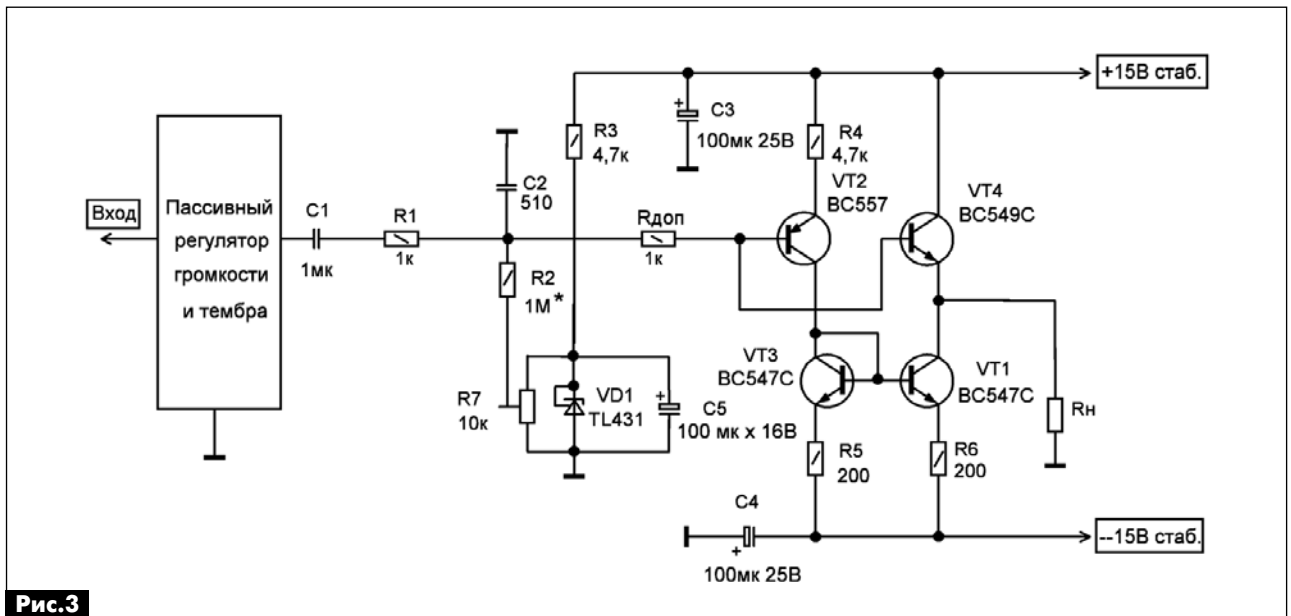 +15В стаб.
R3
4,7к
+
C3
100мк 25В
R4
4,7к
VT2
BC557
VT4
BC549C
Вход
Пассивный
регулятор
громкости
и тембра
C1
1мк
R1
1к
C2
510
Rдоп
1к
R2
1М*
R7
10к
VD1
TL431
+
C5
100 мк x 16В
VT3
BC547C
VT1
BC547C
Rн
R5
200
R6
200
C4
+
100мк 25В
--15В стаб.
Рис.3